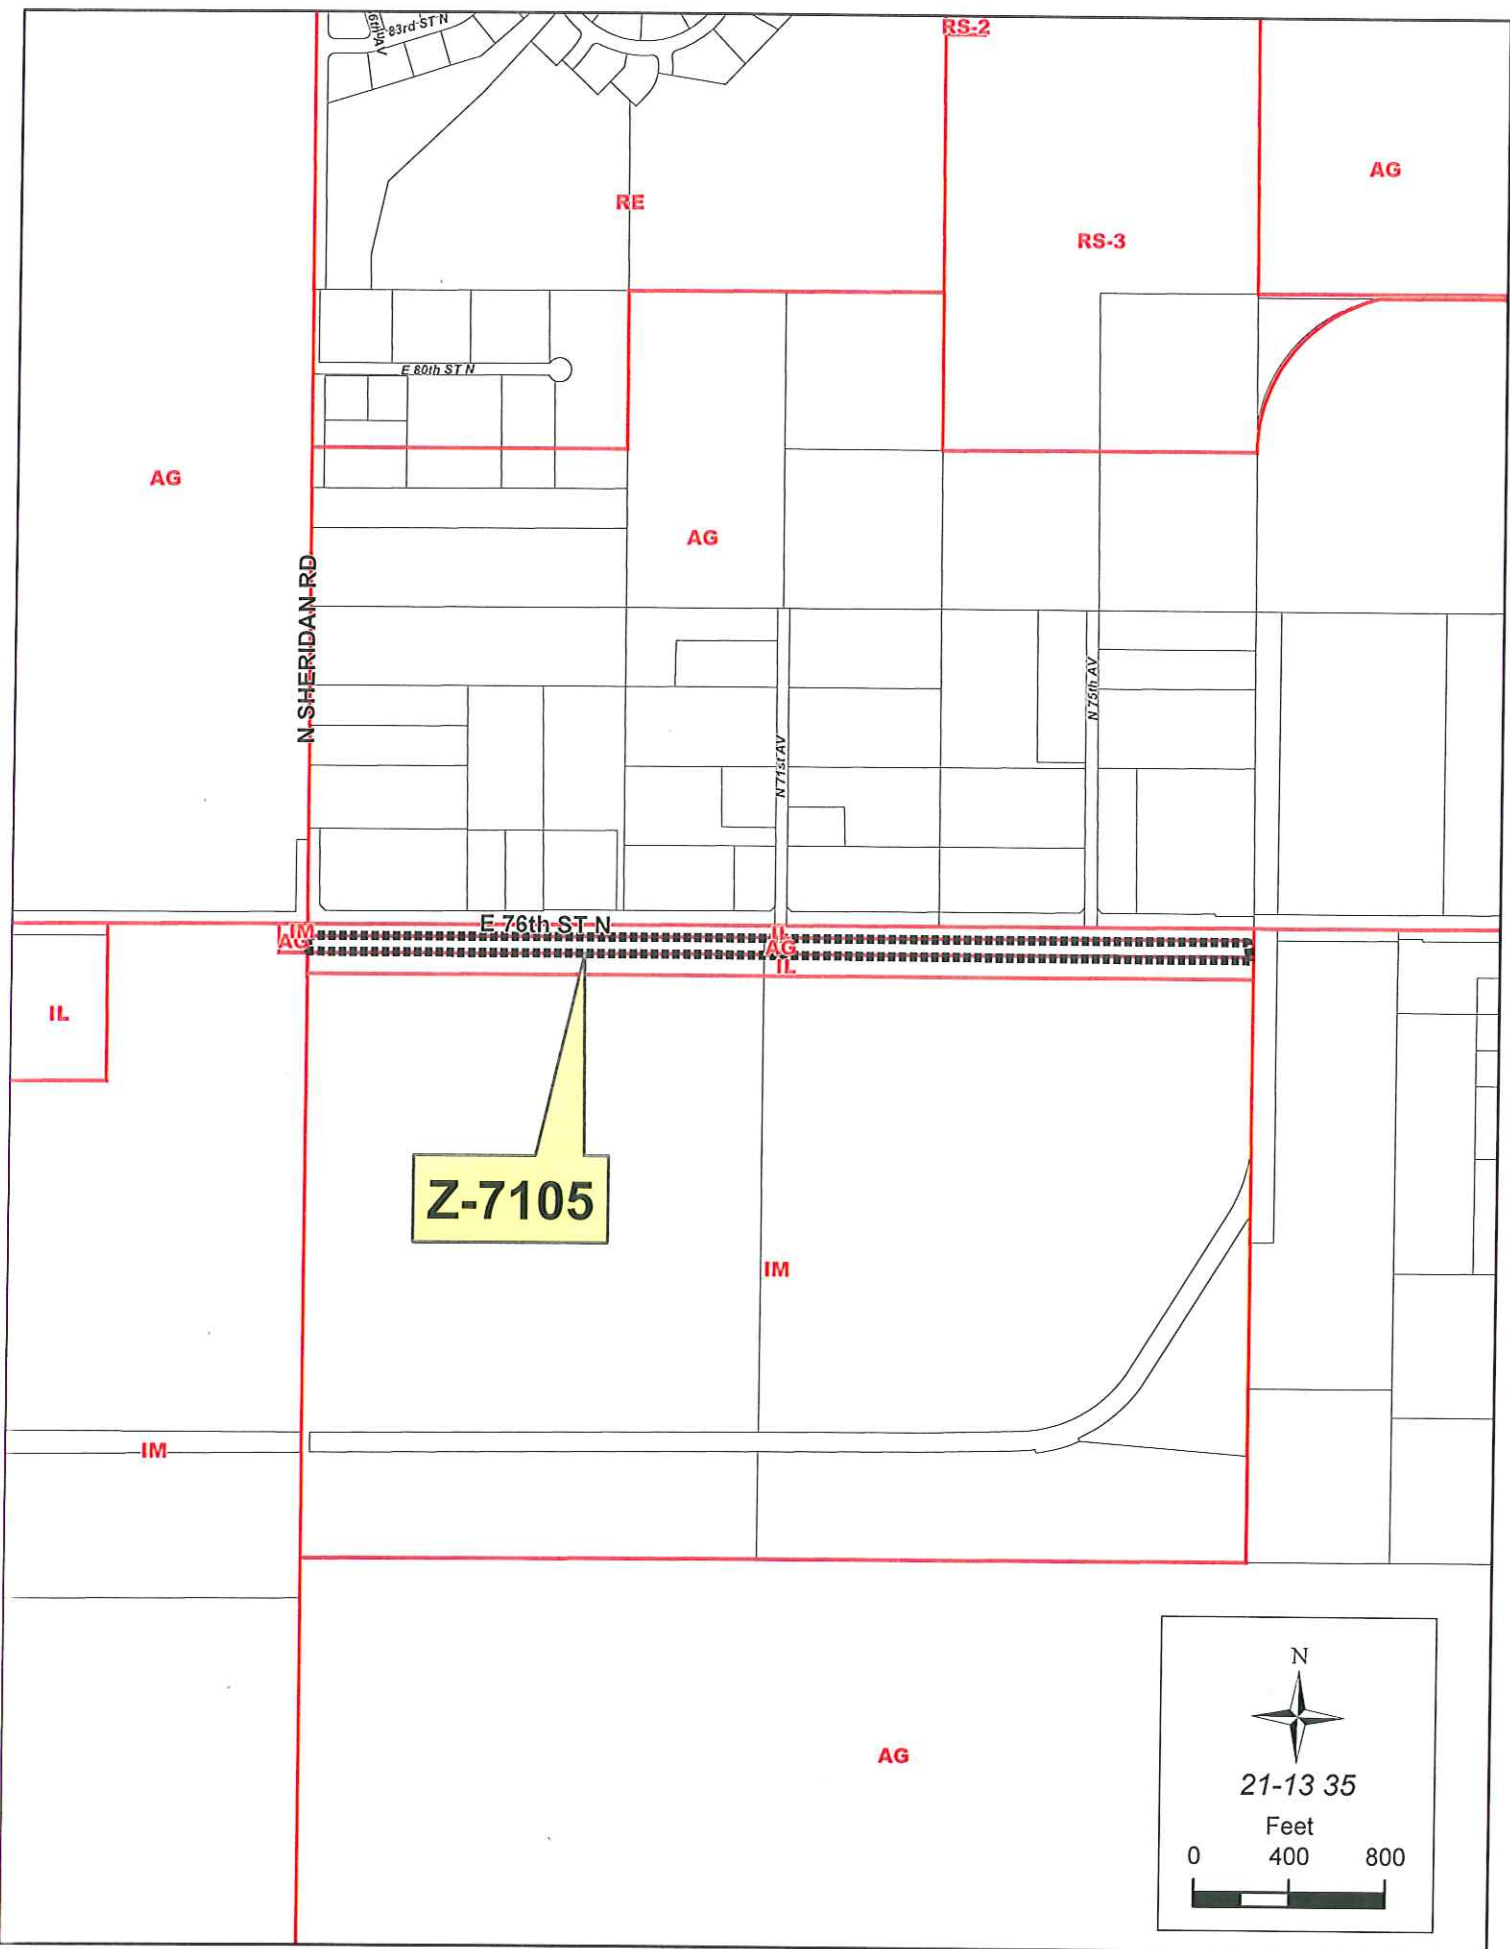 RS-2
83rd ST N
AG
RE
RS-3
E 80th ST N
AG
AG
N SHERIDAN RD
N 75th AV
N 71st AV
E 76th ST N
IM
AG
IL
AG
IL
IL
Z-7105
IM
IM
N
AG
21-13 35
Feet
0 400 800